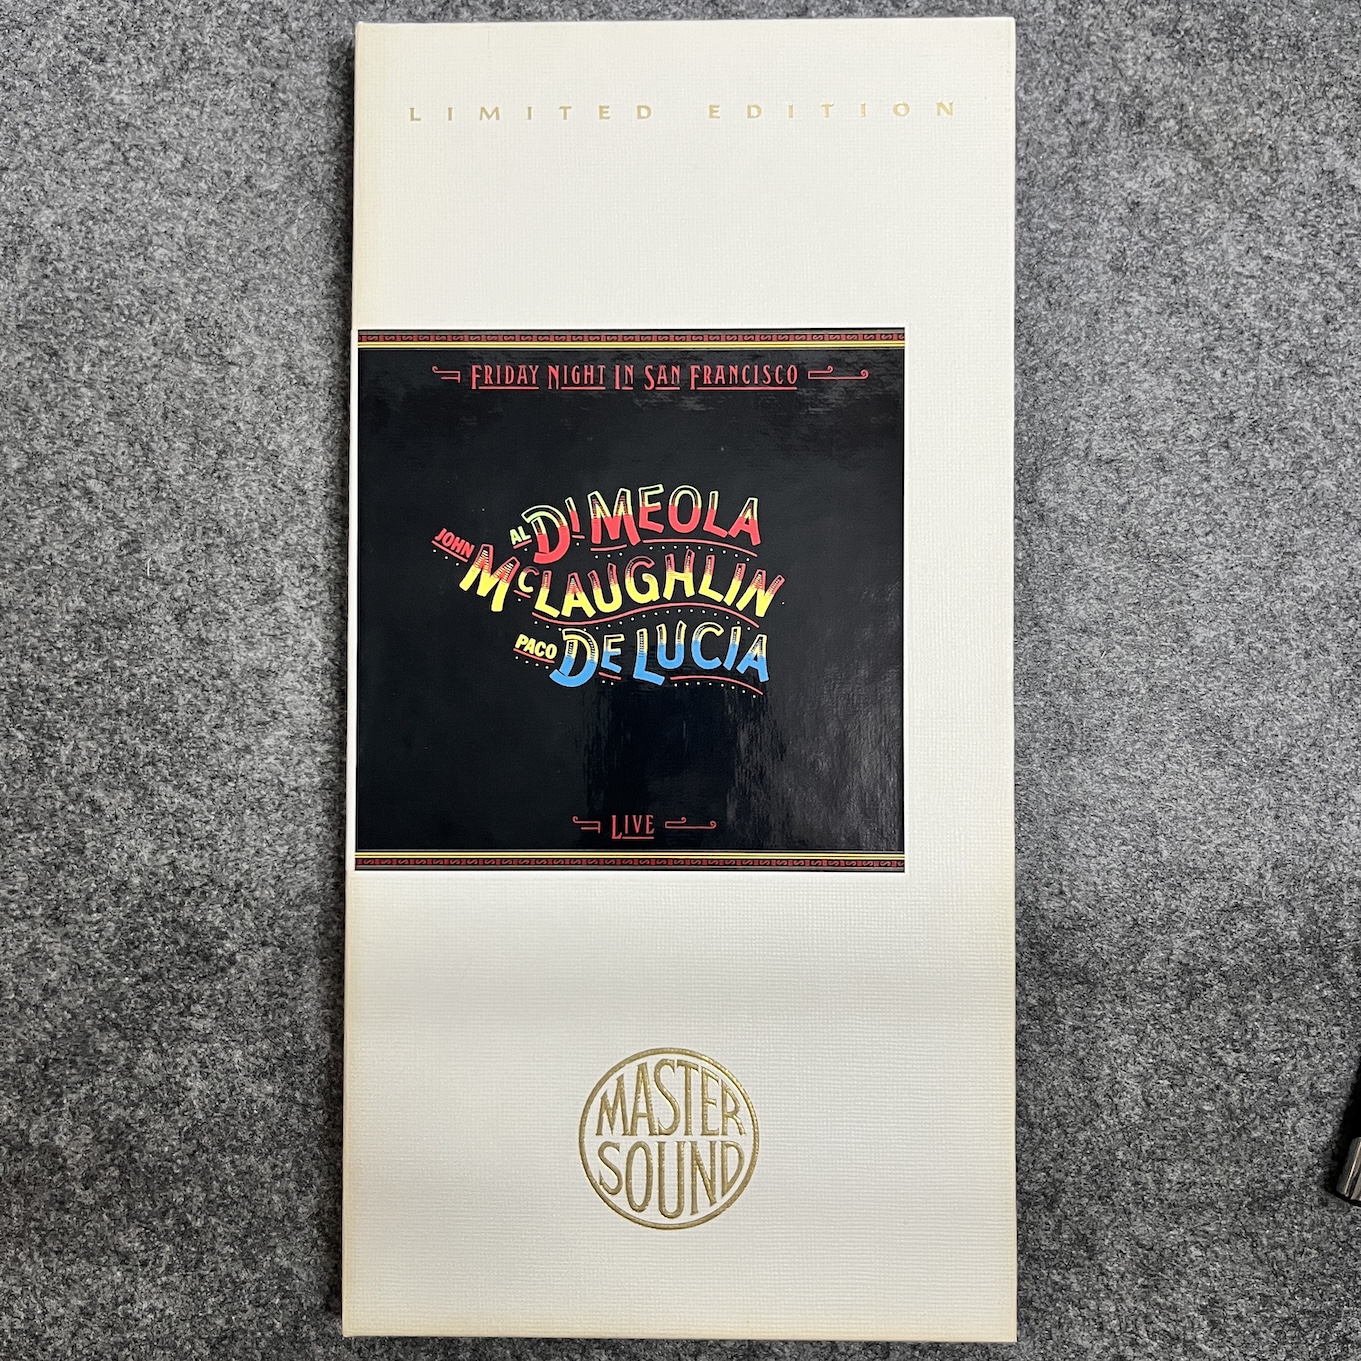 LIMITED EDITION
FRIDAY NIGHT IN SAN FRANCISCO
AL DI MEOLA
JOHN McLAUGHLIN
PACO DE LUCIA
LIVE
MASTER
SOUND